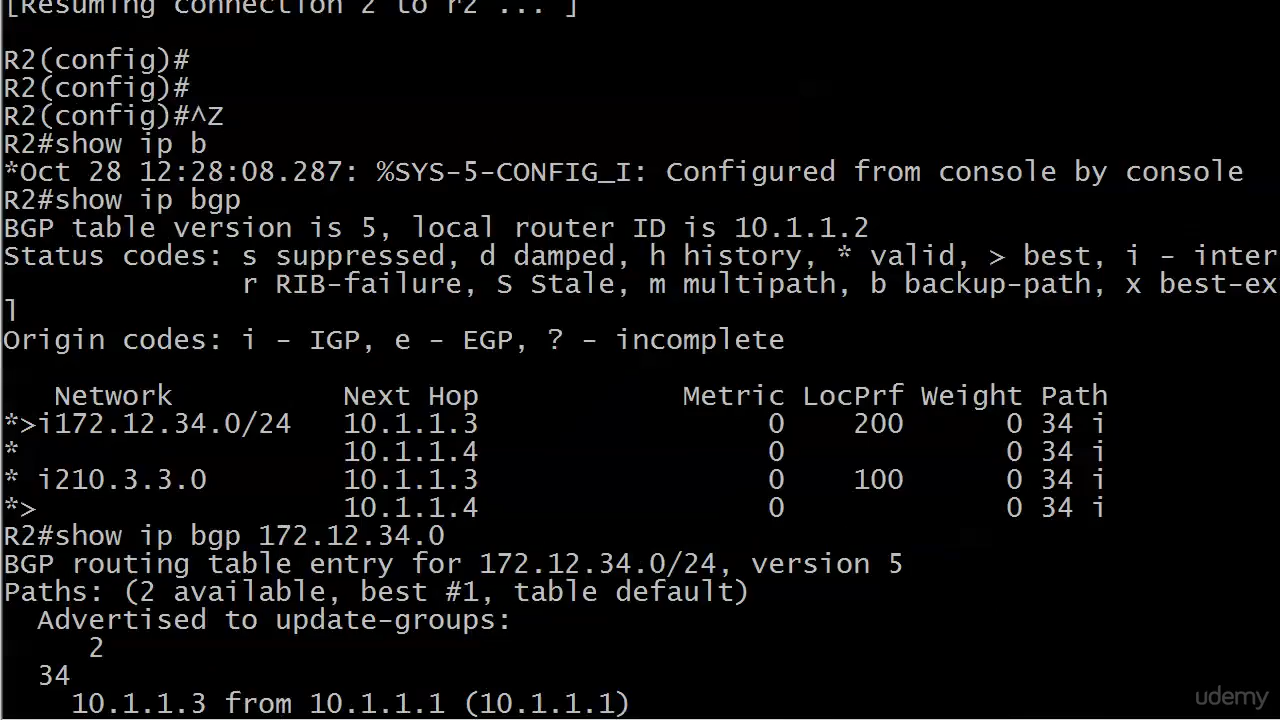 [Resuming connection 2 to r2 ... ]
R2(config)#
R2(config)#
R2(config)#^Z
R2#show ip b
*Oct 28 12:28:08.287: %SYS-5-CONFIG_I: Configured from console by console
R2#show ip bgp
BGP table version is 5, local router ID is 10.1.1.2
Status codes: s suppressed, d damped, h history, * valid, > best, i - inter
r RIB-failure, S Stale, m multipath, b backup-path, x best-ex
l
Origin codes: i - IGP, e - EGP, ? - incomplete
Network Next Hop Metric LocPrf Weight Path
*>i172.12.34.0/24 10.1.1.3 0 200 0 34 i
* 10.1.1.4 0 0 34 i
* i210.3.3.0 10.1.1.3 0 100 0 34 i
*> 10.1.1.4 0 0 34 i
R2#show ip bgp 172.12.34.0
BGP routing table entry for 172.12.34.0/24, version 5
Paths: (2 available, best #1, table default)
Advertised to update-groups:
2
34
10.1.1.3 from 10.1.1.1 (10.1.1.1)
udemy